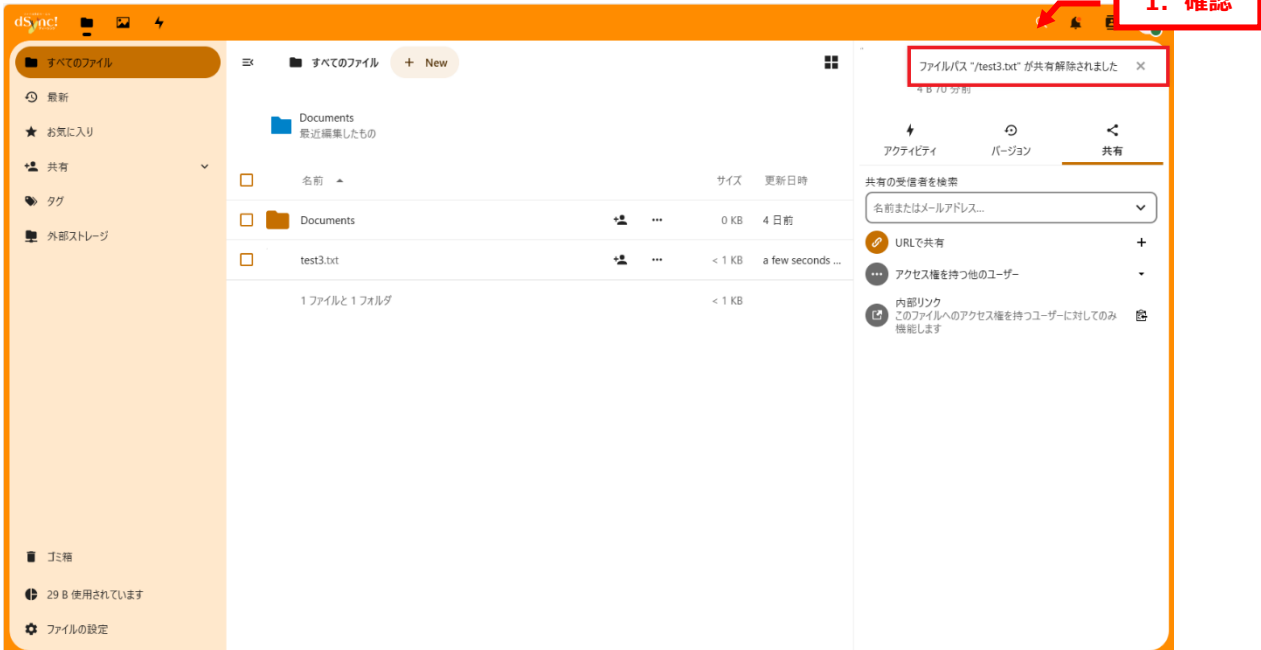 1. 確認
dSync!
すべてのファイル
最新
お気に入り
共有
タグ
外部ストレージ
ゴミ箱
29 B 使用されています
ファイルの設定
すべてのファイル
+ New
Documents
最近編集したもの
名前
サイズ
更新日時
Documents
0 KB
4 日前
test3.txt
< 1 KB
a few seconds ...
1 ファイルと 1 フォルダ
< 1 KB
ファイルパス "/test3.txt" が共有解除されました
4 B 70 分前
アクティビティ
バージョン
共有
共有の受信者を検索
名前またはメールアドレス...
URLで共有
アクセス権を持つ他のユーザー
内部リンク
このファイルへのアクセス権を持つユーザーに対してのみ
機能します